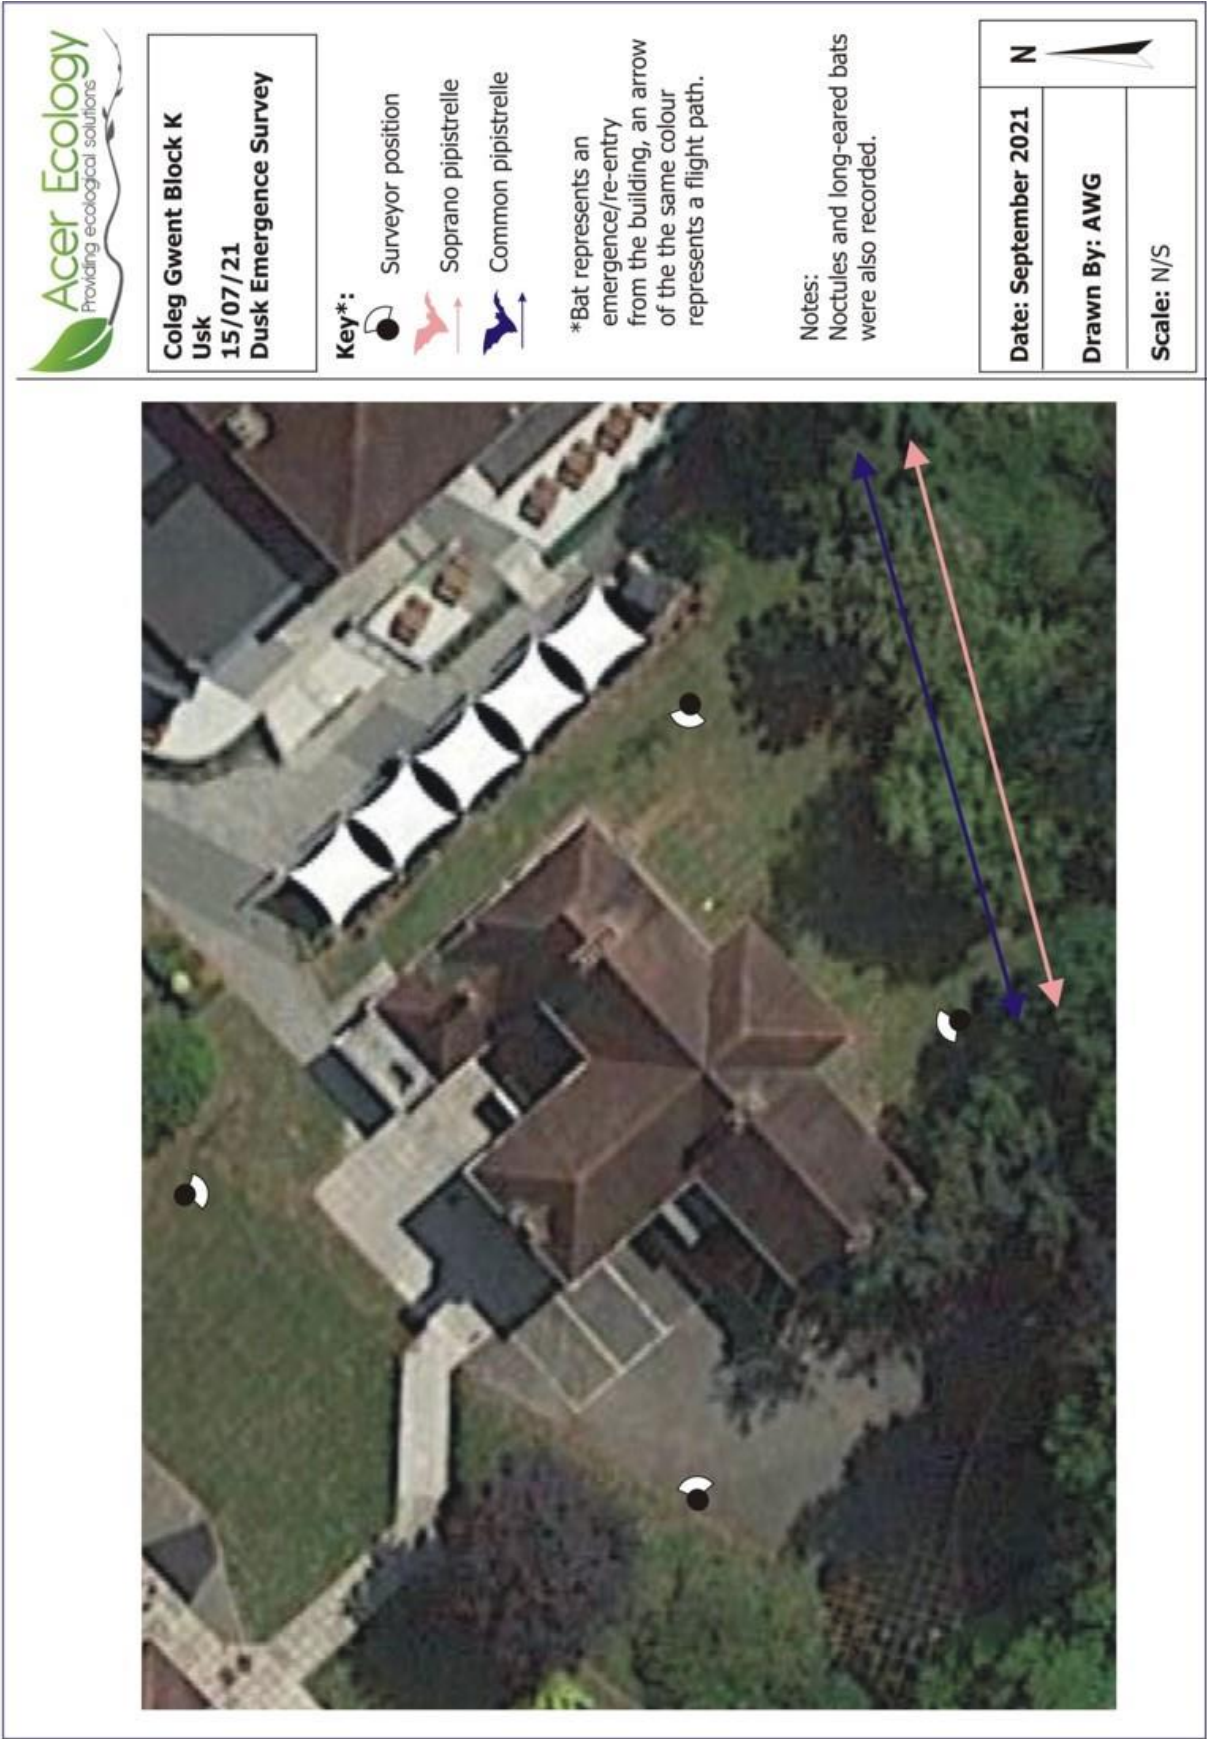 Acer Ecology
Providing ecological solutions
Coleg Gwent Block K
Usk
15/07/21
Dusk Emergence Survey
Key*:
Surveyor position
Soprano pipistrelle
Common pipistrelle
*Bat represents an
emergence/re-entry
from the building, an arrow
of the the same colour
represents a flight path.
Notes:
Noctules and long-eared bats
were also recorded.
Date: September 2021
N
Drawn By: AWG
Scale: N/S